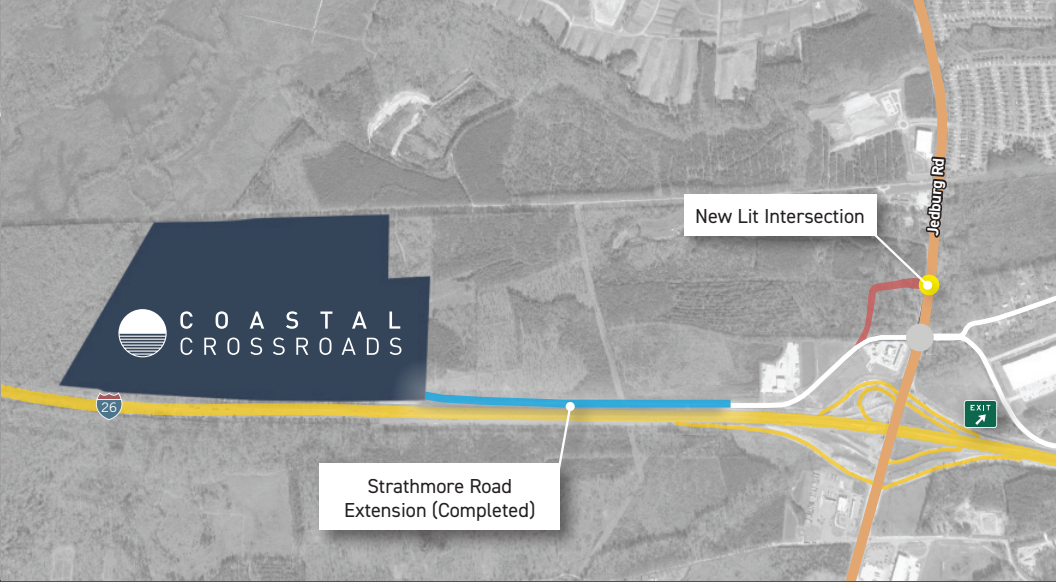 New Lit Intersection
Jedburg Rd
COASTAL
CROSSROADS
26
EXIT
Strathmore Road
Extension (Completed)